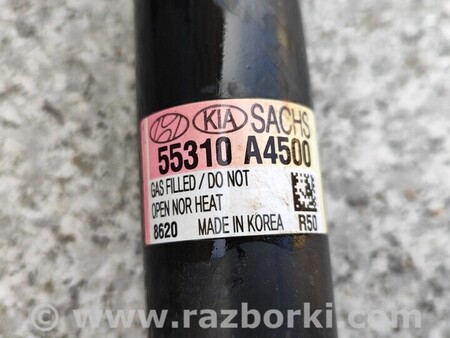 KIA SACHS
55310 A4500
GAS FILLED / DO NOT
OPEN NOR HEAT
8620 MADE IN KOREA R50
www.razborki.com